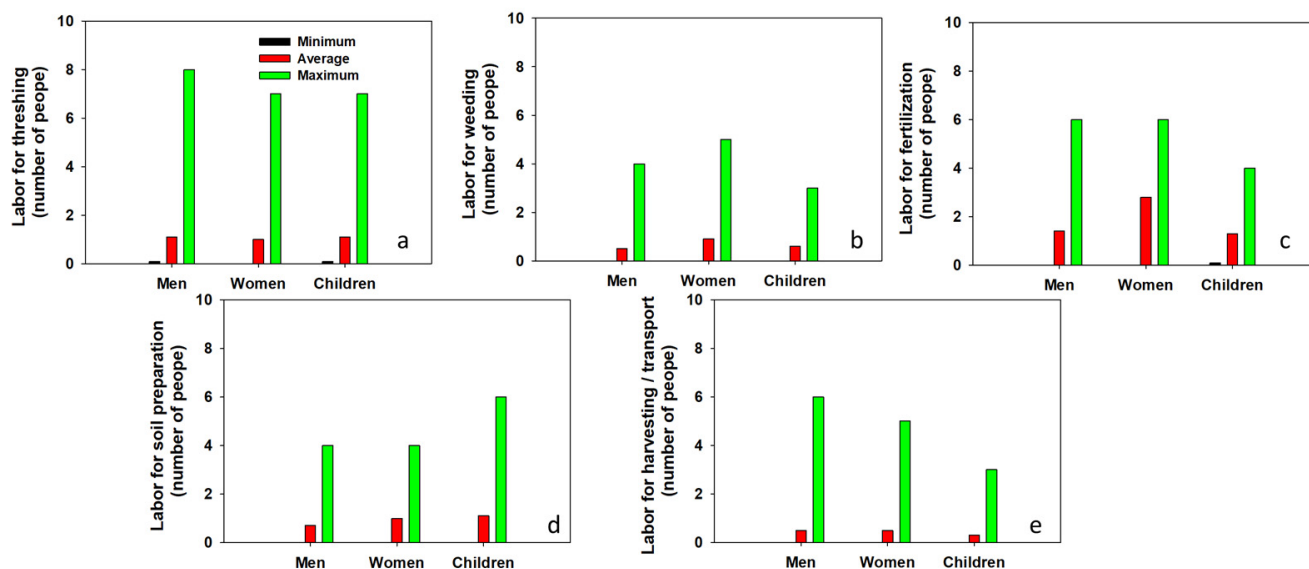 Labor for threshing
(number of peope)
10
8
6
4
2
0
Minimum
Average
Maximum
a
Men Women Children
Labor for weeding
(number of peope)
10
8
6
4
2
0
b
Men Women Children
Labor for fertilization
(number of peope)
10
8
6
4
2
0
c
Men Women Children
Labor for soil preparation
(number of peope)
10
8
6
4
2
0
d
Men Women Children
Labor for harvesting / transport
(number of peope)
10
8
6
4
2
0
e
Men Women Children